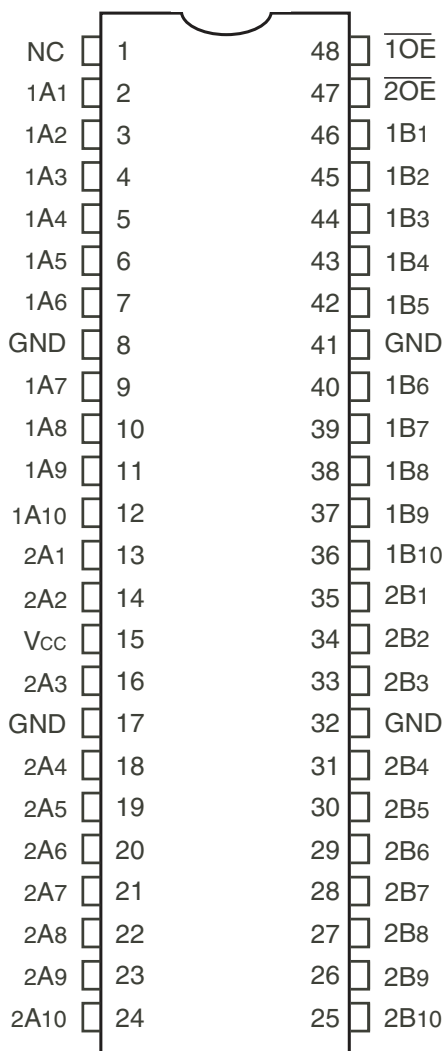 NC 1 48 1OE
1A1 2 47 2OE
1A2 3 46 1B1
1A3 4 45 1B2
1A4 5 44 1B3
1A5 6 43 1B4
1A6 7 42 1B5
GND 8 41 GND
1A7 9 40 1B6
1A8 10 39 1B7
1A9 11 38 1B8
1A10 12 37 1B9
2A1 13 36 1B10
2A2 14 35 2B1
VCC 15 34 2B2
2A3 16 33 2B3
GND 17 32 GND
2A4 18 31 2B4
2A5 19 30 2B5
2A6 20 29 2B6
2A7 21 28 2B7
2A8 22 27 2B8
2A9 23 26 2B9
2A10 24 25 2B10